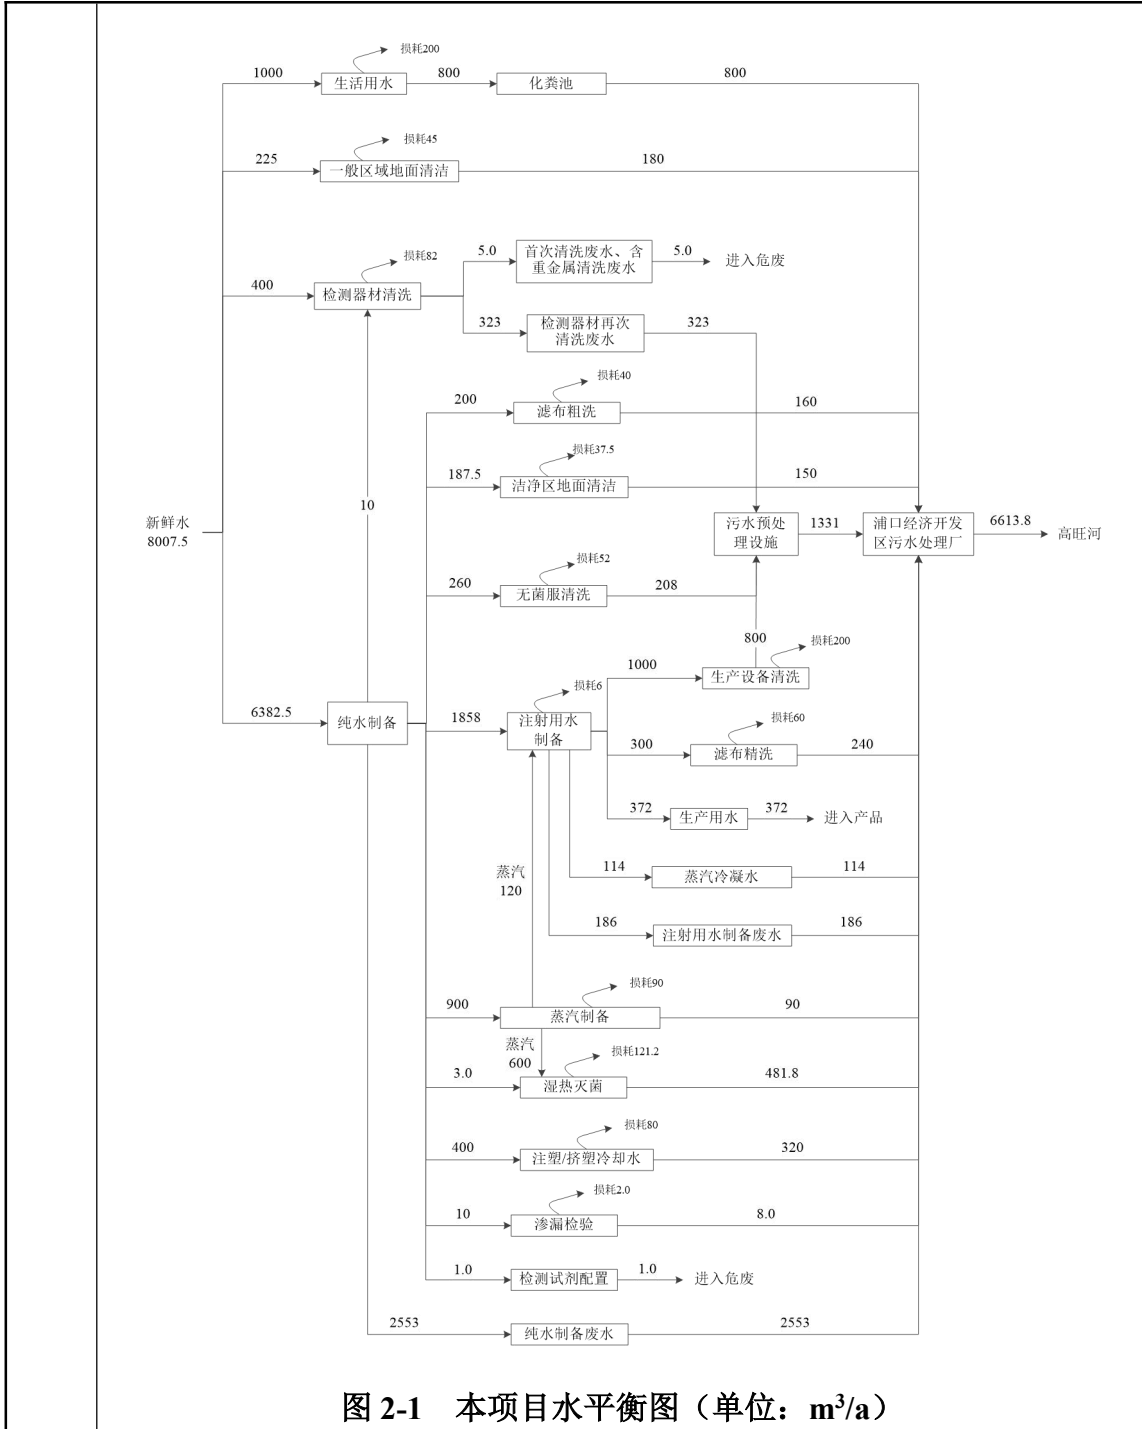 损耗200
1000
生活用水
800
化粪池
800
损耗45
225
一般区域地面清洁
180
损耗82
400
检测器材清洗
5.0
首次清洗废水、含
重金属清洗废水
5.0
进入危废
323
检测器材再次
清洗废水
323
损耗40
200
滤布粗洗
160
损耗37.5
187.5
洁净区地面清洁
150
10
新鲜水
8007.5
污水预处
理设施
1331
浦口经济开发
区污水处理厂
6613.8
高旺河
损耗52
260
无菌服清洗
208
800
损耗200
1000
生产设备清洗
损耗6
6382.5
纯水制备
1858
注射用水
制备
损耗60
300
滤布精洗
240
372
生产用水
372
进入产品
蒸汽
120
114
蒸汽冷凝水
114
186
注射用水制备废水
186
损耗90
900
蒸汽制备
90
蒸汽
600
损耗121.2
3.0
湿热灭菌
481.8
损耗80
400
注塑/挤塑冷却水
320
损耗2.0
10
渗漏检验
8.0
1.0
检测试剂配置
1.0
进入危废
2553
纯水制备废水
2553
图 2-1 本项目水平衡图（单位：m³/a）